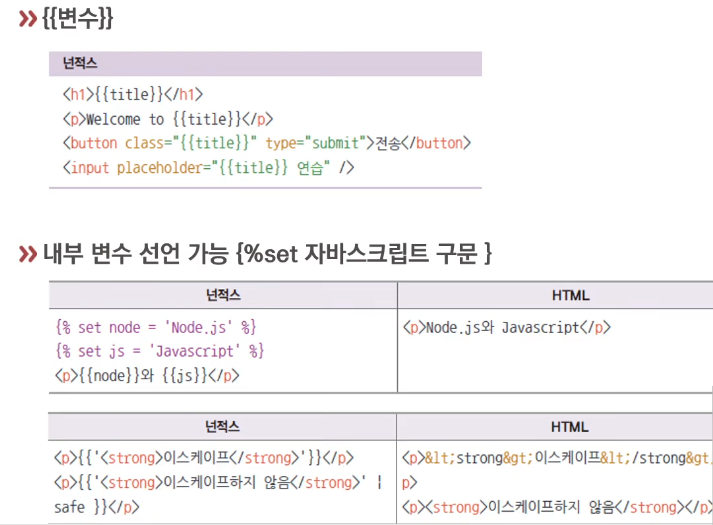 » {{변수}}
넌적스
<h1>{{title}}</h1>
<p>Welcome to {{title}}</p>
<button class="{{title}}" type="submit">전송</button>
<input placeholder="{{title}} 연습" />
» 내부 변수 선언 가능 {%set 자바스크립트 구문 }
넌적스 HTML
{% set node = 'Node.js' %} <p>Node.js와 Javascript</p>
{% set js = 'Javascript' %}
<p>{{node}}와 {{js}}</p>
넌적스 HTML
<p>{{'<strong>이스케이프</strong>'}}</p> <p>&lt;strong&gt;이스케이프&lt;/strong&gt;
<p>{{'<strong>이스케이프하지 않음</strong>' | p>
safe }}</p> <p><strong>이스케이프하지 않음</strong></p>